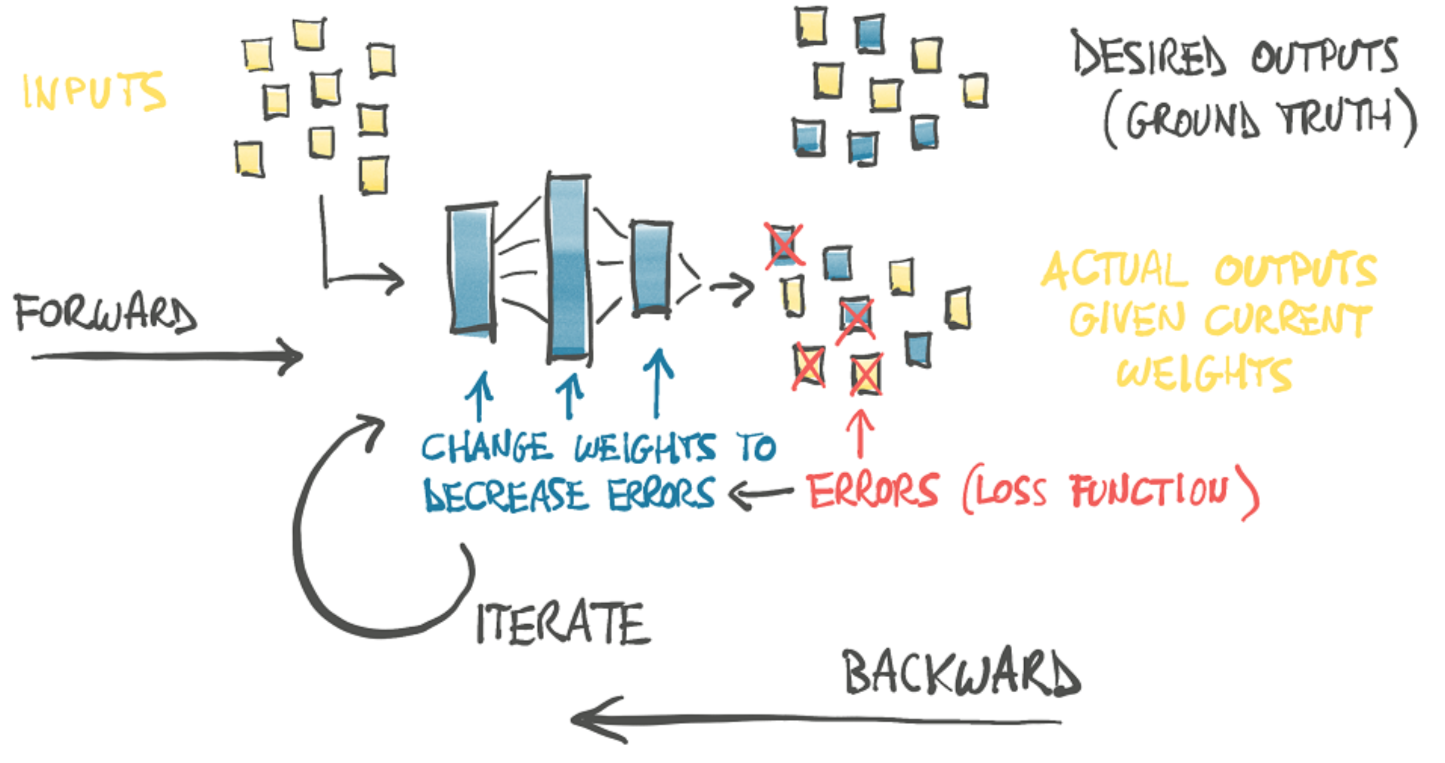 INPUTS
DESIRED OUTPUTS
(GROUND TRUTH)
FORWARD
ACTUAL OUTPUTS
GIVEN CURRENT
WEIGHTS
CHANGE WEIGHTS TO
DECREASE ERRORS
ERRORS (LOSS FUNCTION)
ITERATE
BACKWARD